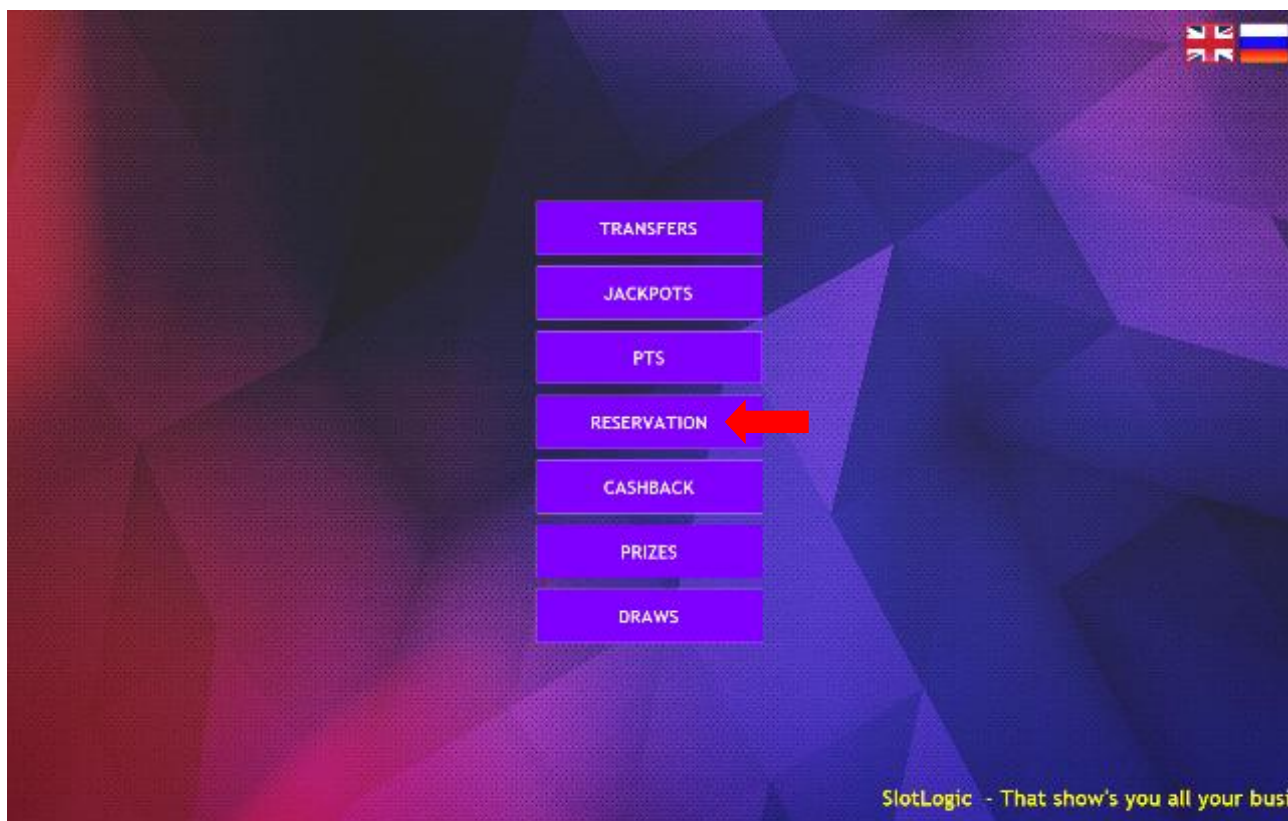 TRANSFERS
JACKPOTS
PTS
RESERVATION
CASHBACK
PRIZES
DRAWS
SlotLogic - That show's you all your busi